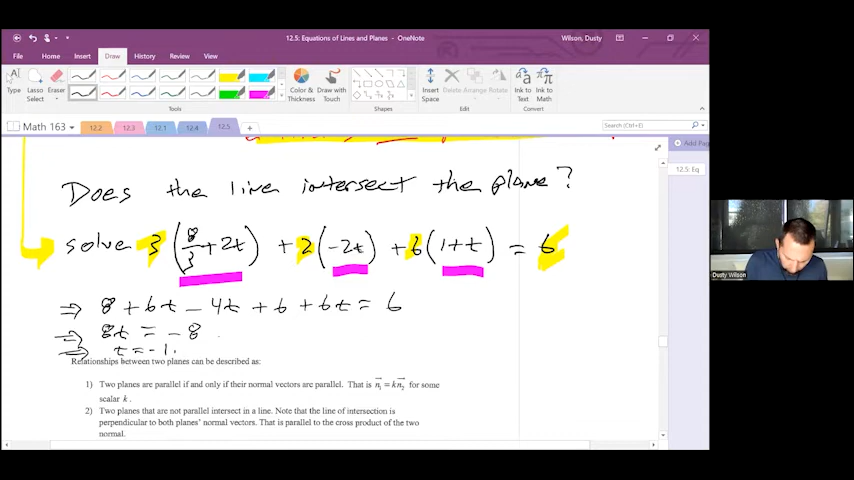 12.5: Equations of Lines and Planes - OneNote
Wilson, Dusty
File Home Insert Draw History Review View
Type
Lasso Select
Eraser
Color & Thickness
Draw with Touch
Insert Space
Delete Arrange Rotate
Ink to Text
Ink to Math
Tools
Shapes
Edit
Convert
Math 163
12.2 12.3 12.1 12.4 12.5
Search (Ctrl+E)
Add Pag
12.5: Eq
Does the line intersect the plane?
solve 3(8/3+2t) + 2(-2t) + 6(1+t) = 6
⇒ 8 + 6t - 4t + 6 + 6t = 6
⇒ 8t = -8
⇒ t = -1.
Relationships between two planes can be described as:
1) Two planes are parallel if and only if their normal vectors are parallel. That is n₁ = kn₂ for some
scalar k.
2) Two planes that are not parallel intersect in a line. Note that the line of intersection is
perpendicular to both planes' normal vectors. That is parallel to the cross product of the two
normal.
Dusty Wilson